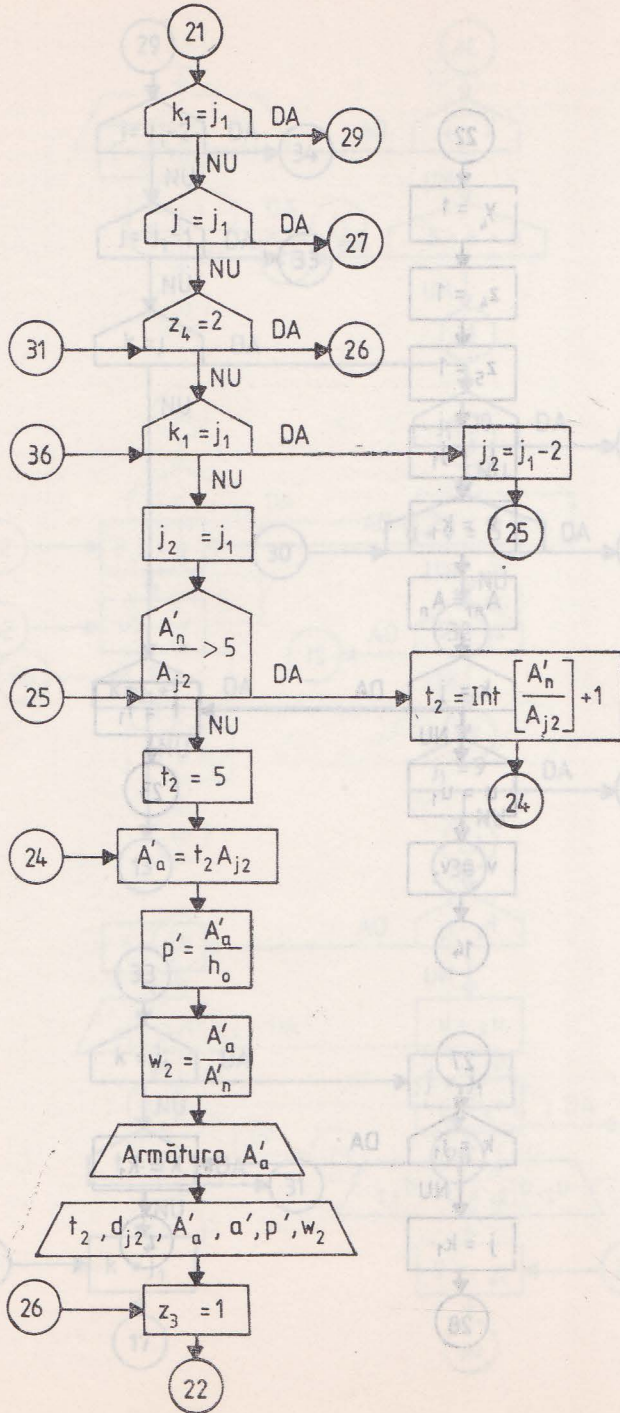 21
k₁ = j₁ DA
29
NU
j = j₁ DA
27
NU
31
z₄ = 2 DA
26
NU
36
k₁ = j₁ DA
j₂ = j₁ - 2
25
NU
j₂ = j₁
A'ₙ / A_j2 > 5
25
DA
t₂ = Int [A'ₙ / A_j2] + 1
24
NU
t₂ = 5
24
A'ₐ = t₂ A_j2
p' = A'ₐ / h₀
w₂ = A'ₐ / A'ₙ
Armătura A'ₐ
t₂, d_j2, A'ₐ, a', p', w₂
26
z₃ = 1
22